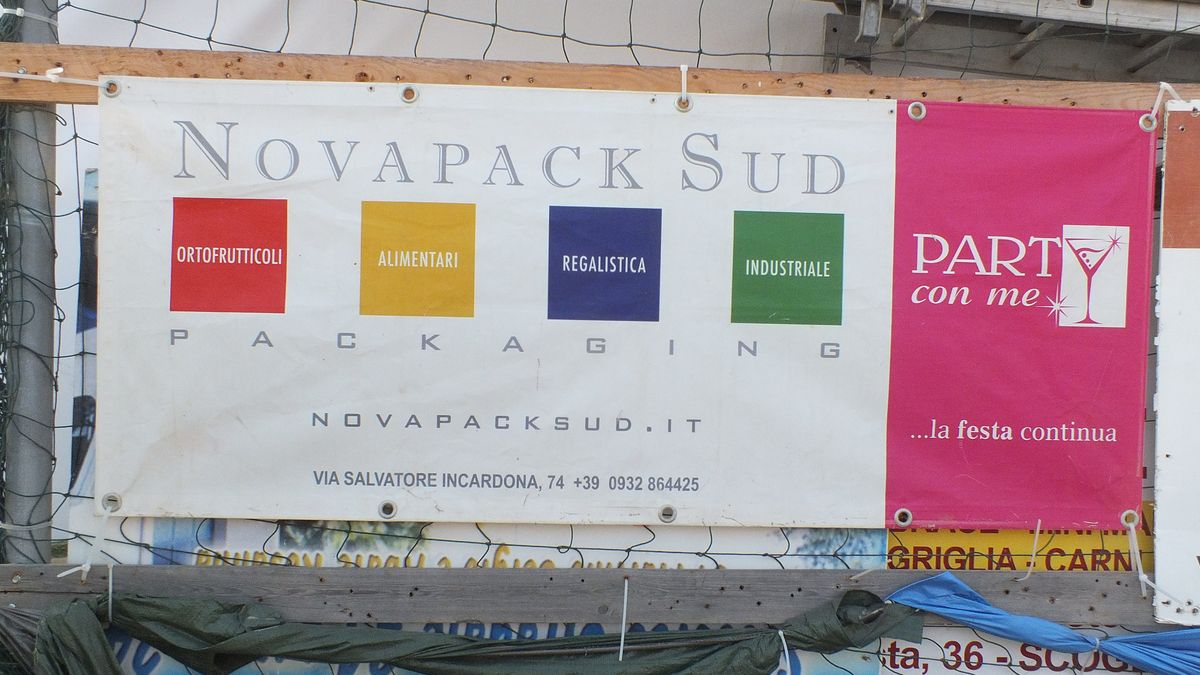 NOVAPACK SUD
ORTOFRUTTICOLI
ALIMENTARI
REGALISTICA
INDUSTRIALE
PACKAGING
NOVAPACKSUD.IT
VIA SALVATORE INCARDONA, 74 +39 0932 864425
PARTY
con me
...la festa continua
GRIGLIA - CARN
ta, 36 - SCOG